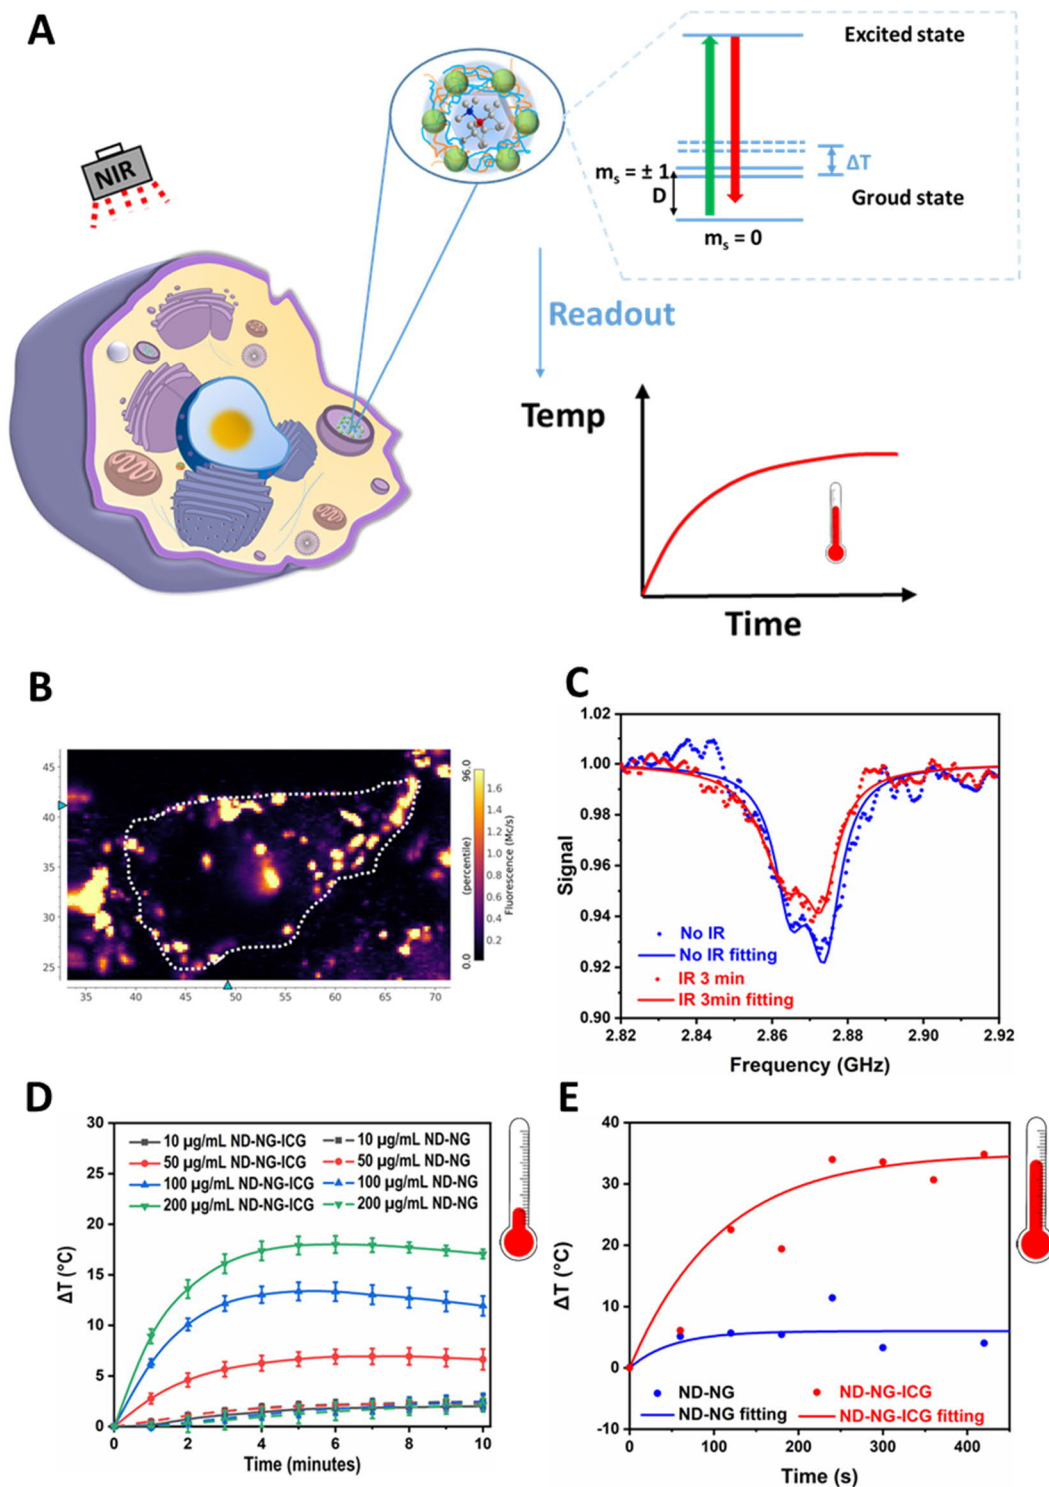 A
NIR
Excited state
mₛ = ± 1
D
ΔT
Groud state
mₛ = 0
Readout
Temp
Time
B
45
40
35
30
25
35
40
45
50
55
60
65
70
96.0
(percentile)
0.0
1.6
1.4
1.2
1.0
0.8
0.6
0.4
0.2
Fluorescence (Mc/s)
C
1.02
1.00
0.98
0.96
0.94
0.92
0.90
Signal
No IR
No IR fitting
IR 3 min
IR 3min fitting
2.82
2.84
2.86
2.88
2.90
2.92
Frequency (GHz)
D
30
25
20
15
10
5
0
ΔT (°C)
10 µg/mL ND-NG-ICG
10 µg/mL ND-NG
50 µg/mL ND-NG-ICG
50 µg/mL ND-NG
100 µg/mL ND-NG-ICG
100 µg/mL ND-NG
200 µg/mL ND-NG-ICG
200 µg/mL ND-NG
0
2
4
6
8
10
Time (minutes)
E
40
30
20
10
0
-10
ΔT (°C)
ND-NG
ND-NG-ICG
ND-NG fitting
ND-NG-ICG fitting
0
100
200
300
400
Time (s)